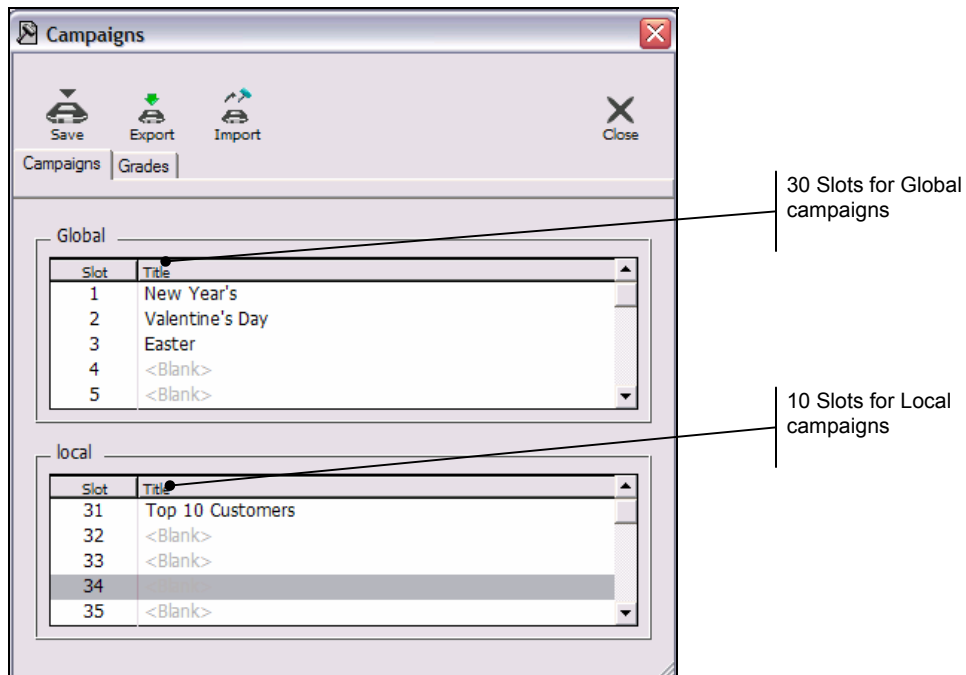 Campaigns
Save Export Import Close
Campaigns Grades
30 Slots for Global
campaigns
Global
Slot Title
1 New Year's
2 Valentine's Day
3 Easter
4 <Blank>
5 <Blank>
10 Slots for Local
campaigns
local
Slot Title
31 Top 10 Customers
32 <Blank>
33 <Blank>
34 <Blank>
35 <Blank>